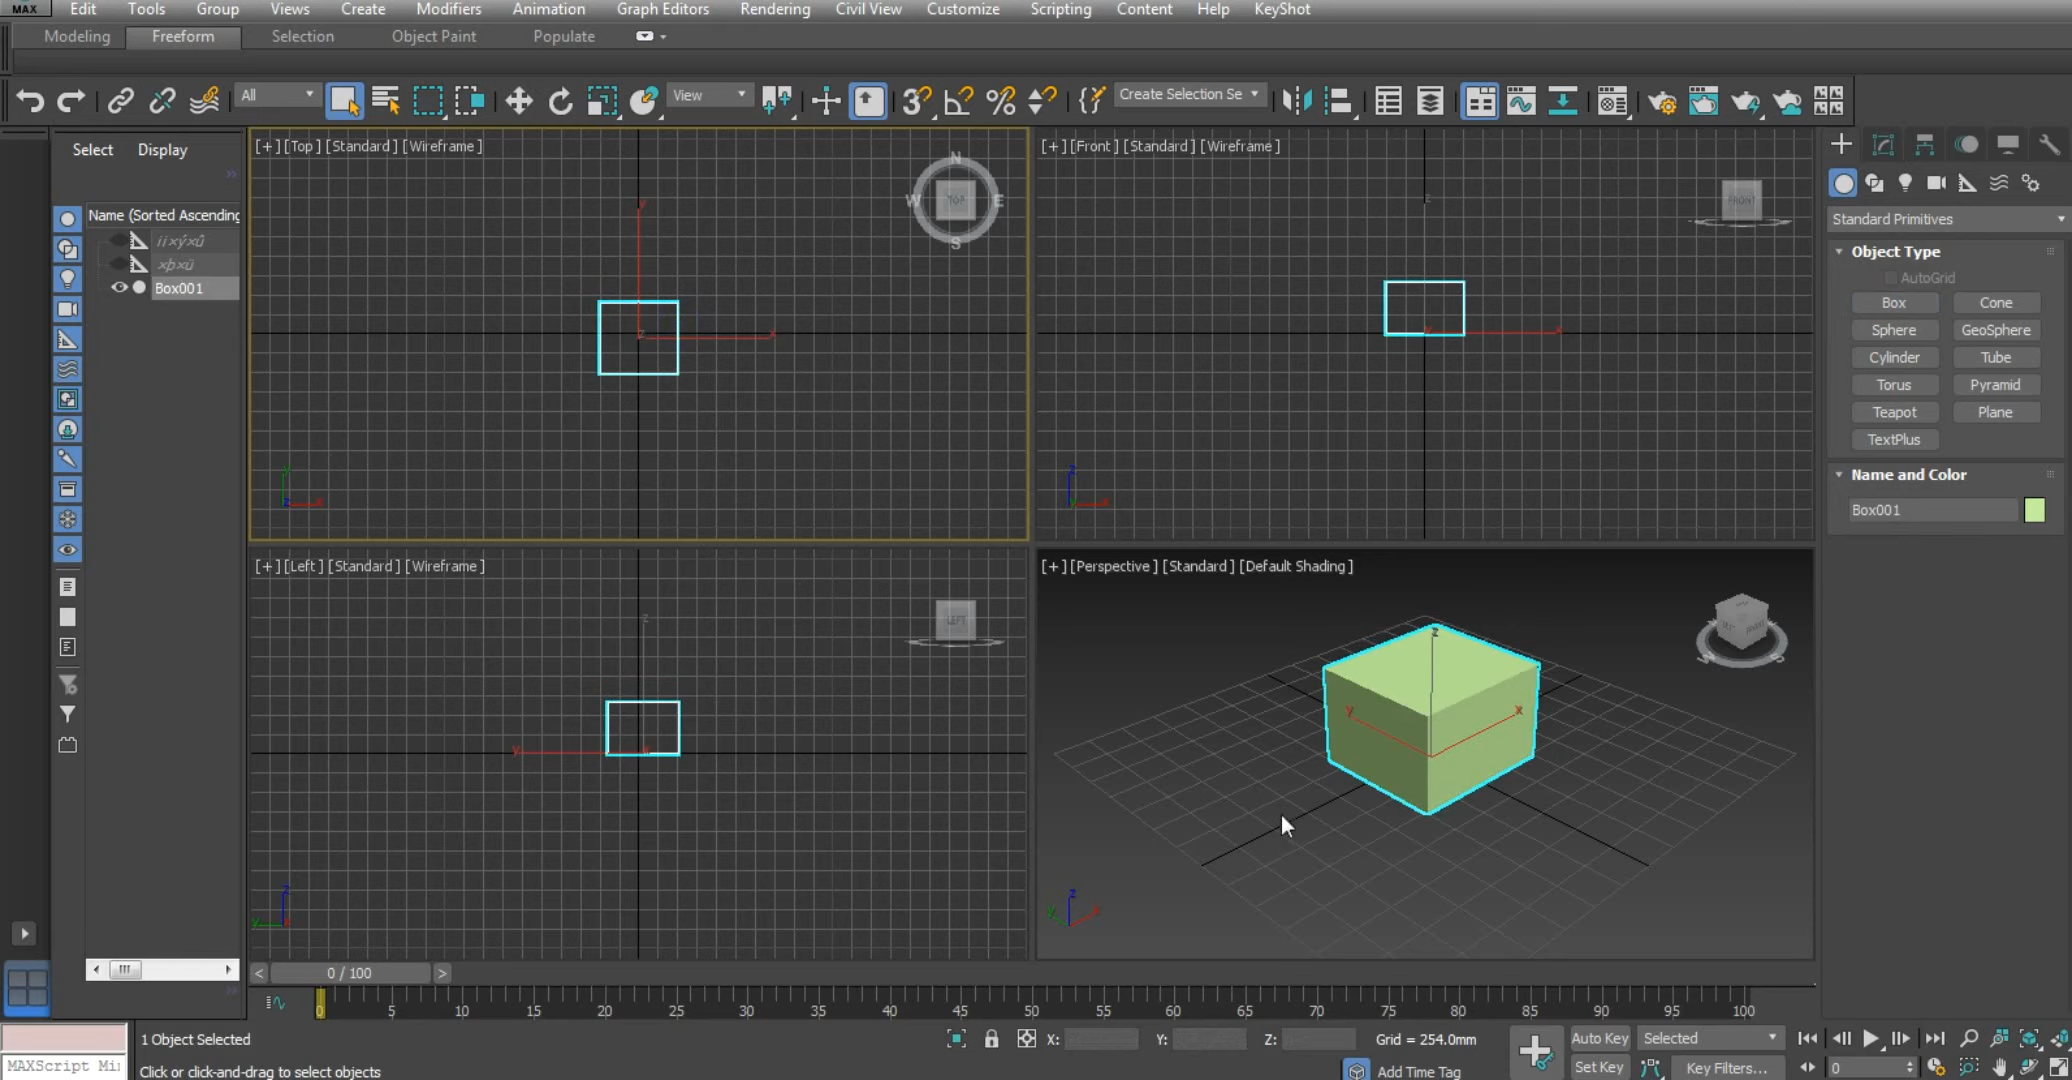 MAX Edit Tools Group Views Create Modifiers Animation Graph Editors Rendering Civil View Customize Scripting Content Help KeyShot
Modeling Freeform Selection Object Paint Populate
All View Create Selection Se
Select Display
Name (Sorted Ascending
Box001
[+] [Top] [Standard] [Wireframe]
N
W TOP E
S
y
z x
y
z x
[+] [Front] [Standard] [Wireframe]
FRONT
z
x
z
x
[+] [Left] [Standard] [Wireframe]
LEFT
z
y
z
y
[+] [Perspective] [Standard] [Default Shading]
z
y x
z
y x
Standard Primitives
Object Type
AutoGrid
Box Cone
Sphere GeoSphere
Cylinder Tube
Torus Pyramid
Teapot Plane
TextPlus
Name and Color
Box001
< 0 / 100 >
0 5 10 15 20 25 30 35 40 45 50 55 60 65 70 75 80 85 90 95 100
1 Object Selected X: Y: Z: Grid = 254.0mm Auto Key Selected
MAXScript Mi Click or click-and-drag to select objects Add Time Tag Set Key Key Filters... 0